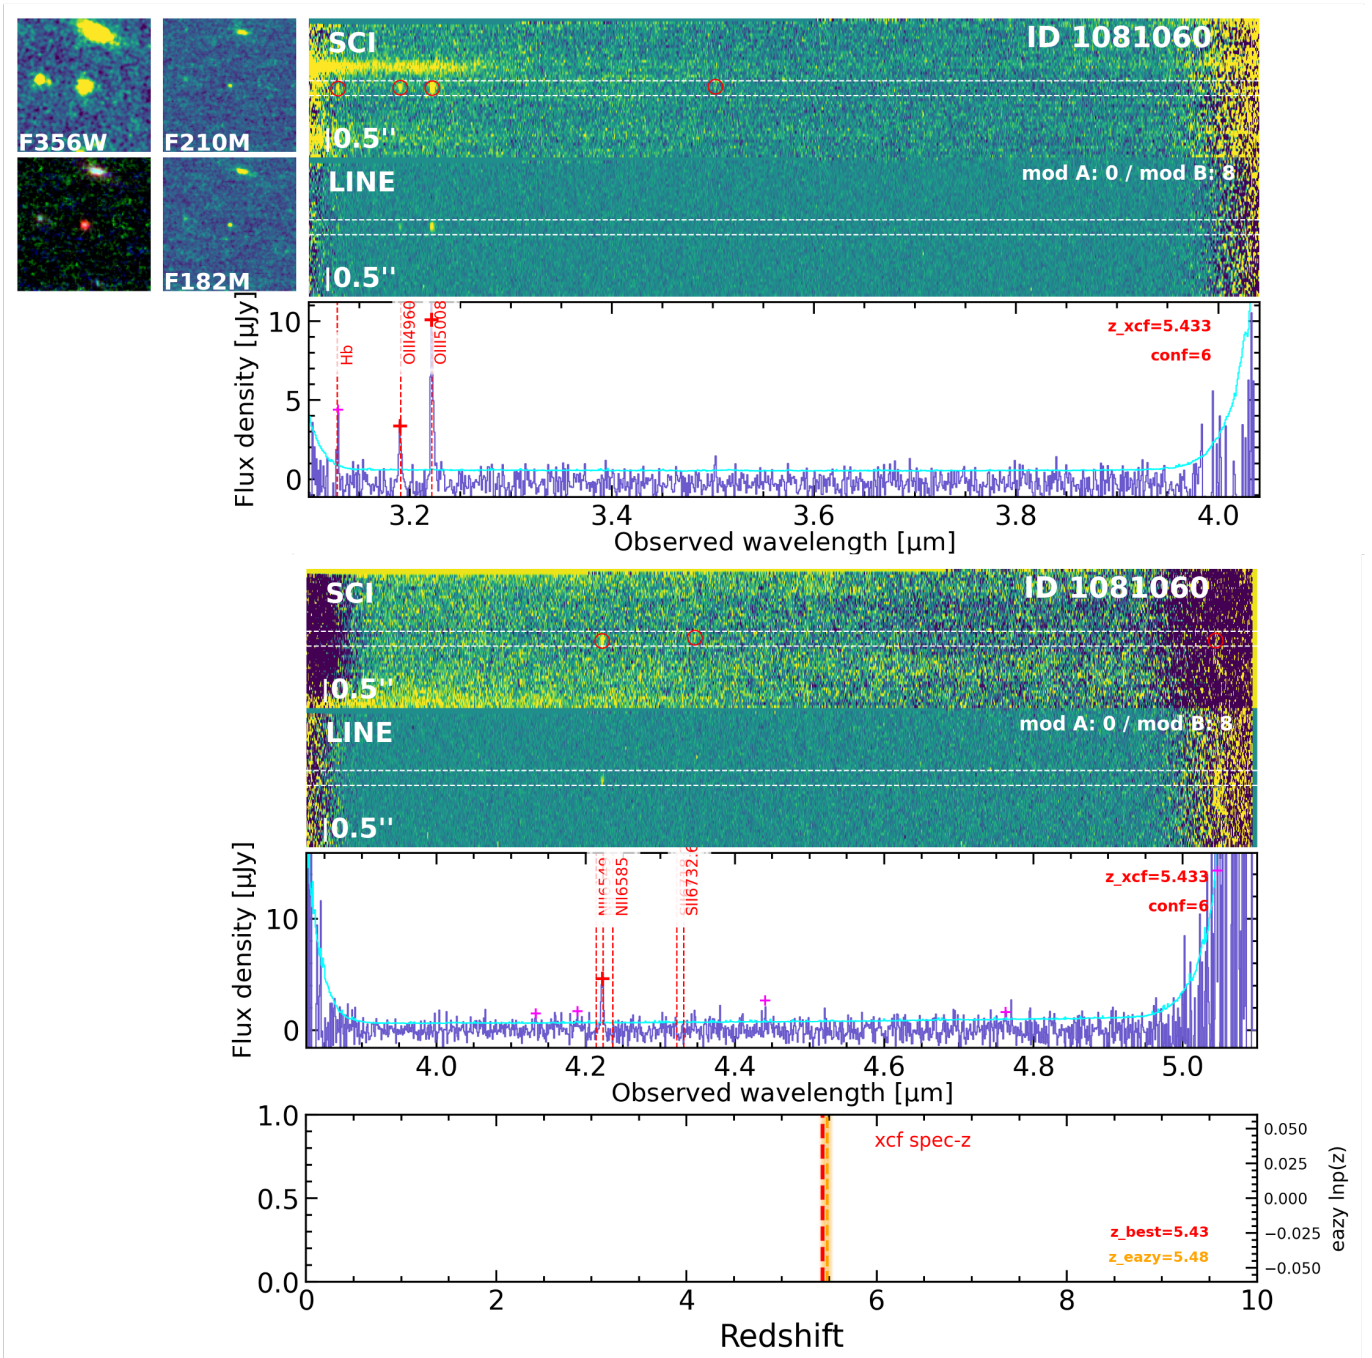 F356W
F210M
F182M
SCI
ID 1081060
|0.5''
LINE
mod A: 0 / mod B: 8
|0.5''
Flux density [μJy]
10
5
0
Hb
OIII4960
OIII5008
z_xcf=5.433
conf=6
3.2
3.4
3.6
3.8
4.0
Observed wavelength [μm]
SCI
ID 1081060
|0.5''
LINE
mod A: 0 / mod B: 8
|0.5''
Flux density [μJy]
10
0
NII6549
NII6585
SII6732.6
z_xcf=5.433
conf=6
4.0
4.2
4.4
4.6
4.8
5.0
Observed wavelength [μm]
1.0
0.5
0.0
xcf spec-z
z_best=5.43
z_eazy=5.48
0.050
0.025
0.000
−0.025
−0.050
eazy lnp(z)
0
2
4
6
8
10
Redshift